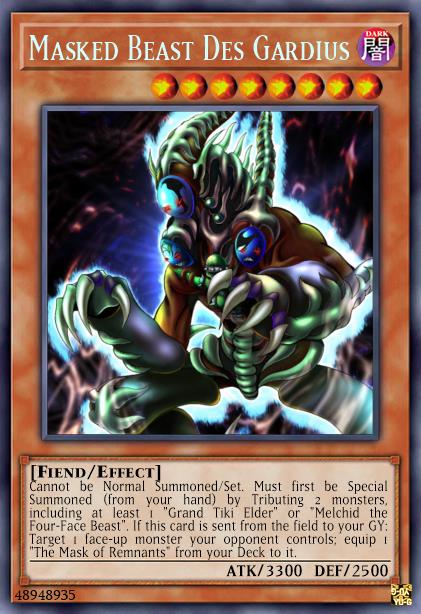 Masked Beast Des Gardius
DARK
闇
[Fiend/Effect]
Cannot be Normal Summoned/Set. Must first be Special
Summoned (from your hand) by Tributing 2 monsters,
including at least 1 "Grand Tiki Elder" or "Melchid the
Four-Face Beast". If this card is sent from the field to your GY:
Target 1 face-up monster your opponent controls; equip 1
"The Mask of Remnants" from your Deck to it.
ATK/3300 DEF/2500
48948935